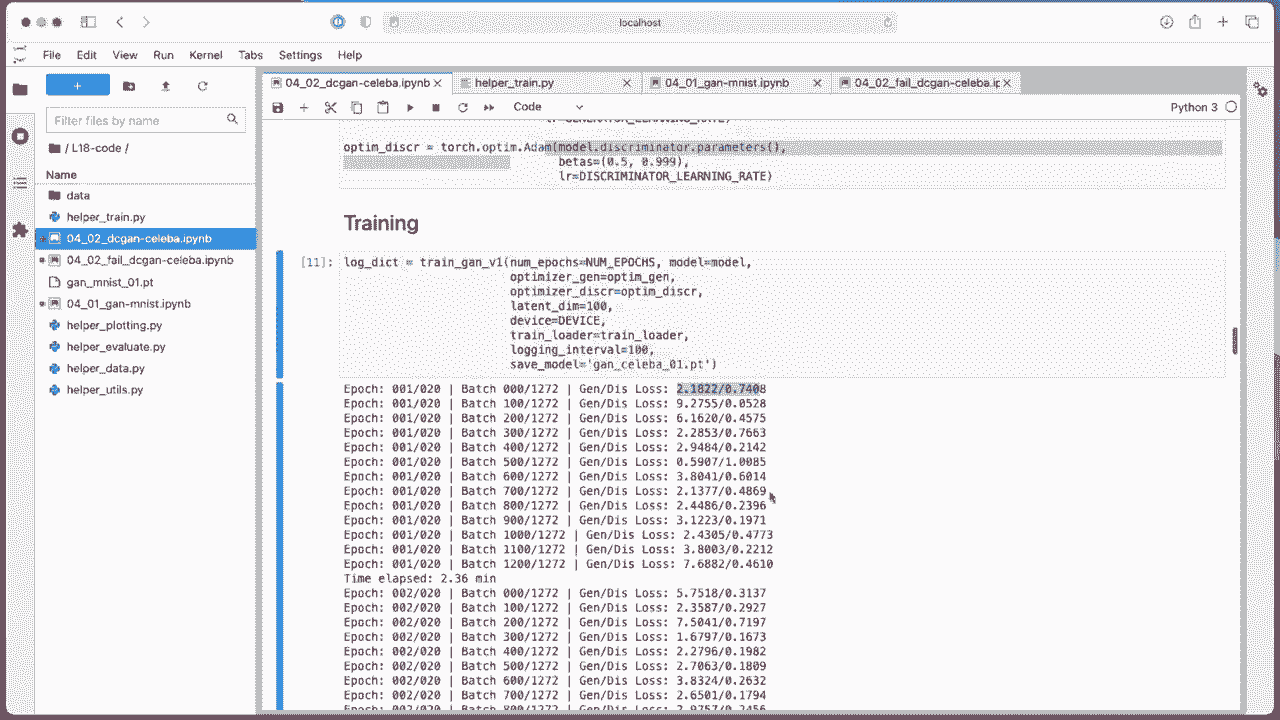 localhost
File Edit View Run Kernel Tabs Settings Help
04_02_dcgan-celeba.ipynb
helper_train.py
04_01_gan-mnist.ipynb
04_02_fail_dcgan-celeba.ip
Code
Python 3
Filter files by name
/ L18-code /
Name
data
helper_train.py
04_02_dcgan-celeba.ipynb
04_02_fail_dcgan-celeba.ipynb
gan_mnist_01.pt
04_01_gan-mnist.ipynb
helper_plotting.py
helper_evaluate.py
helper_data.py
helper_utils.py
lr=GENERATOR_LEARNING_RATE)
optim_discr = torch.optim.Adam(model.discriminator.parameters(),
betas=(0.5, 0.999),
lr=DISCRIMINATOR_LEARNING_RATE)
Training
[11]: log_dict = train_gan_v1(num_epochs=NUM_EPOCHS, model=model,
optimizer_gen=optim_gen,
optimizer_discr=optim_discr,
latent_dim=100,
device=DEVICE,
train_loader=train_loader,
logging_interval=100,
save_model='gan_celeba_01.pt')
Epoch: 001/020 | Batch 000/1272 | Gen/Dis Loss: 2.1822/0.7408
Epoch: 001/020 | Batch 100/1272 | Gen/Dis Loss: 9.2755/0.0528
Epoch: 001/020 | Batch 200/1272 | Gen/Dis Loss: 6.1620/0.4575
Epoch: 001/020 | Batch 300/1272 | Gen/Dis Loss: 2.2853/0.7663
Epoch: 001/020 | Batch 400/1272 | Gen/Dis Loss: 2.9484/0.2142
Epoch: 001/020 | Batch 500/1272 | Gen/Dis Loss: 0.5907/1.0085
Epoch: 001/020 | Batch 600/1272 | Gen/Dis Loss: 3.8041/0.6014
Epoch: 001/020 | Batch 700/1272 | Gen/Dis Loss: 2.1377/0.4869
Epoch: 001/020 | Batch 800/1272 | Gen/Dis Loss: 2.4486/0.2396
Epoch: 001/020 | Batch 900/1272 | Gen/Dis Loss: 3.1223/0.1971
Epoch: 001/020 | Batch 1000/1272 | Gen/Dis Loss: 2.4305/0.4773
Epoch: 001/020 | Batch 1100/1272 | Gen/Dis Loss: 3.8003/0.2212
Epoch: 001/020 | Batch 1200/1272 | Gen/Dis Loss: 7.6882/0.4610
Time elapsed: 2.36 min
Epoch: 002/020 | Batch 000/1272 | Gen/Dis Loss: 5.7518/0.3137
Epoch: 002/020 | Batch 100/1272 | Gen/Dis Loss: 2.3587/0.2927
Epoch: 002/020 | Batch 200/1272 | Gen/Dis Loss: 7.5041/0.7197
Epoch: 002/020 | Batch 300/1272 | Gen/Dis Loss: 1.6797/0.1673
Epoch: 002/020 | Batch 400/1272 | Gen/Dis Loss: 2.2796/0.1982
Epoch: 002/020 | Batch 500/1272 | Gen/Dis Loss: 2.7063/0.1809
Epoch: 002/020 | Batch 600/1272 | Gen/Dis Loss: 3.8324/0.2632
Epoch: 002/020 | Batch 700/1272 | Gen/Dis Loss: 2.6501/0.1794
Epoch: 002/020 | Batch 800/1272 | Gen/Dis Loss: 2.9757/0.2456